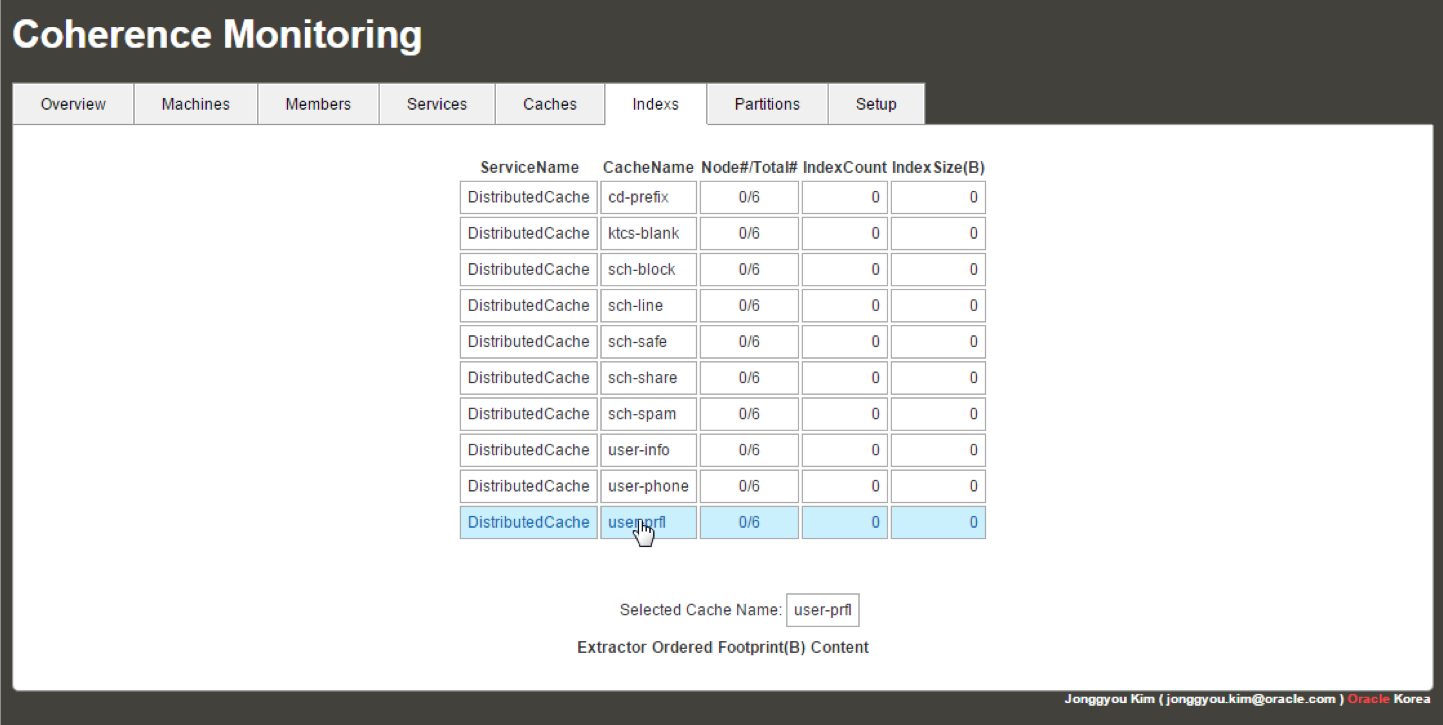 Coherence Monitoring
Overview Machines Members Services Caches Indexs Partitions Setup
ServiceName CacheName Node#/Total# IndexCount IndexSize(B)
DistributedCache cd-prefix 0/6 0 0
DistributedCache ktcs-blank 0/6 0 0
DistributedCache sch-block 0/6 0 0
DistributedCache sch-line 0/6 0 0
DistributedCache sch-safe 0/6 0 0
DistributedCache sch-share 0/6 0 0
DistributedCache sch-spam 0/6 0 0
DistributedCache user-info 0/6 0 0
DistributedCache user-phone 0/6 0 0
DistributedCache user-prfl 0/6 0 0
Selected Cache Name: user-prfl
Extractor Ordered Footprint(B) Content
Jonggyou Kim ( jonggyou.kim@oracle.com ) Oracle Korea